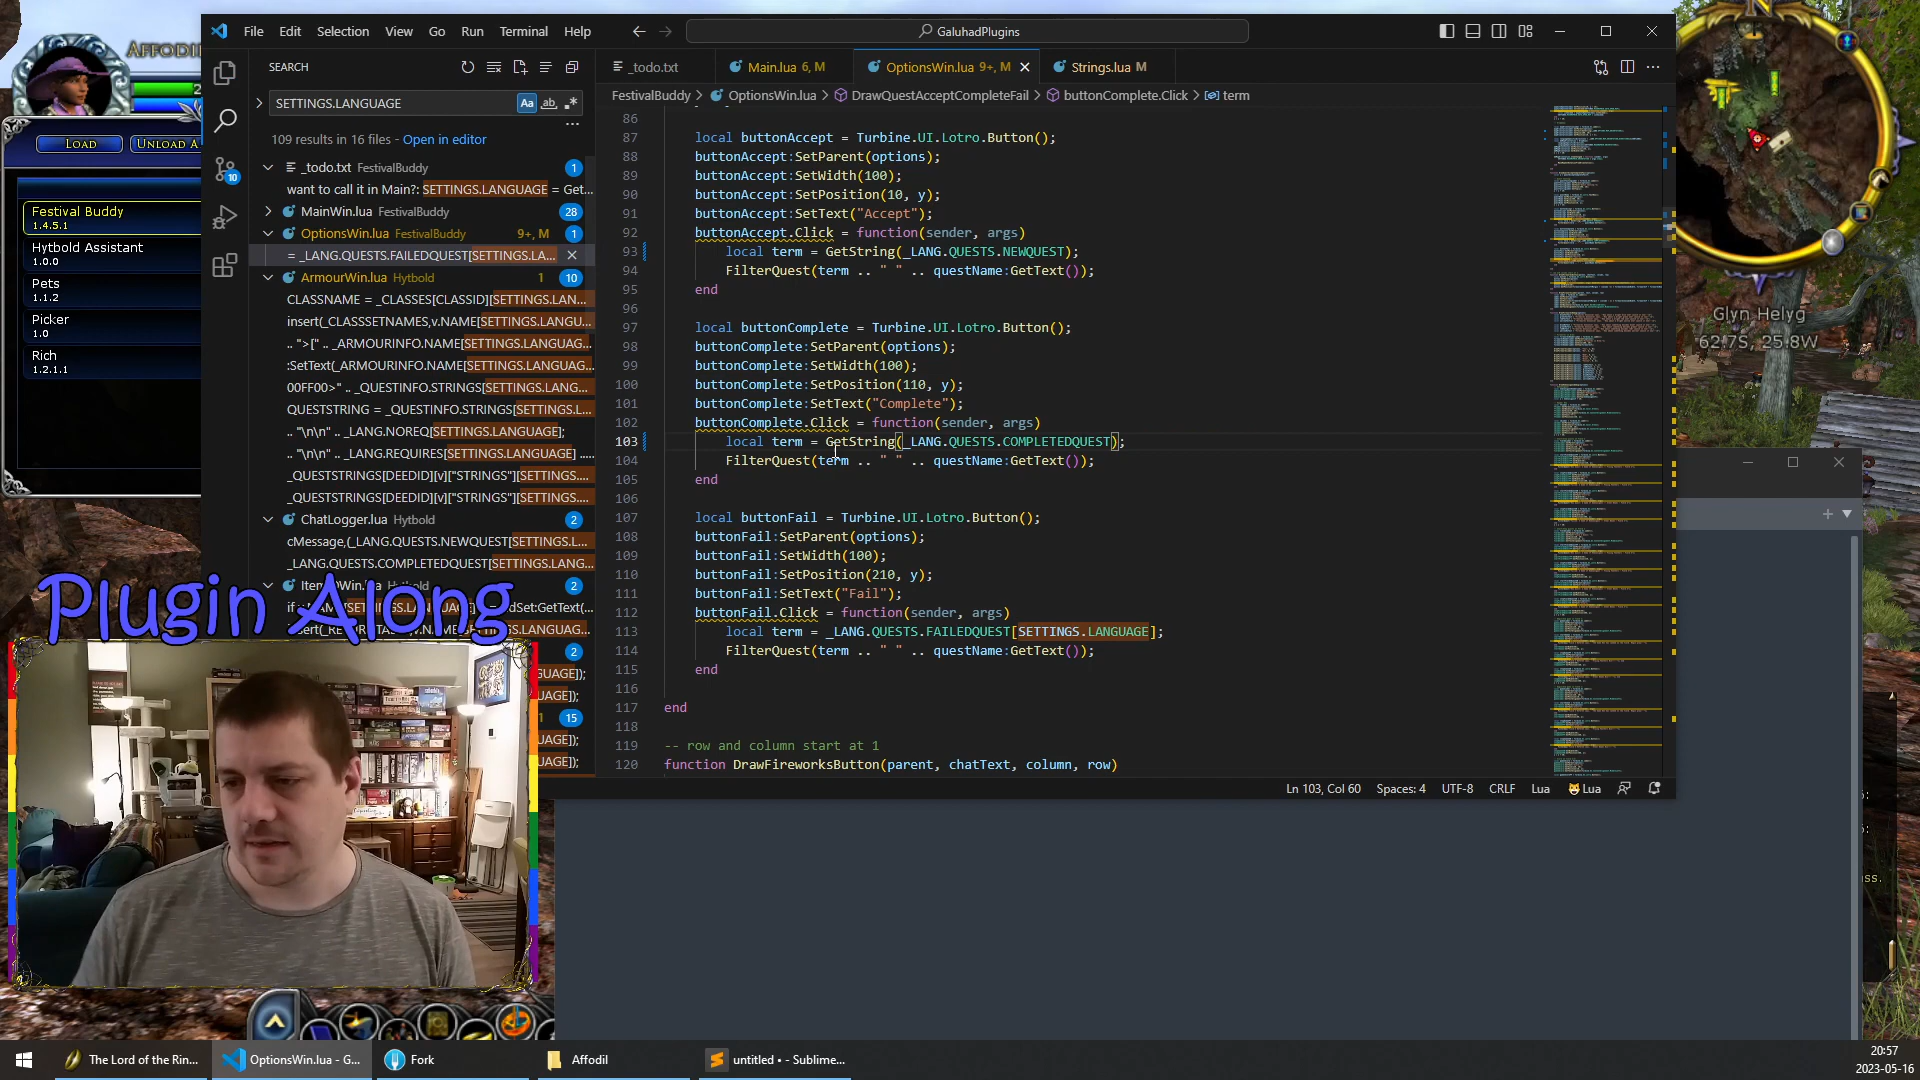 File Edit Selection View Go Run Terminal Help
GaluhadPlugins
SEARCH
SETTINGS.LANGUAGE
Aa ab .*
109 results in 16 files - Open in editor
_todo.txt FestivalBuddy 1
want to call it in Main?: SETTINGS.LANGUAGE = Get...
MainWin.lua FestivalBuddy 28
OptionsWin.lua FestivalBuddy 9+, M 1
= _LANG.QUESTS.FAILEDQUEST[SETTINGS.LA...
ArmourWin.lua Hytbold 1 10
CLASSNAME = _CLASSES[CLASSID][SETTINGS.LAN...
insert(_CLASSSETNAMES,v.NAME[SETTINGS.LANGU...
.. ">[" .. _ARMOURINFO.NAME[SETTINGS.LANGUAG...
:SetText(_ARMOURINFO.NAME[SETTINGS.LANGUAG...
00FF00>" .. _QUESTINFO.STRINGS[SETTINGS.LANG...
QUESTSTRING = _QUESTINFO.STRINGS[SETTINGS.L...
.. "\n\n" .. _LANG.NOREQ[SETTINGS.LANGUAGE];
.. "\n\n" .. _LANG.REQUIRES[SETTINGS.LANGUAGE] .....
_QUESTSTRINGS[DEEDID][v]["STRINGS"][SETTINGS...
_QUESTSTRINGS[DEEDID][v]["STRINGS"][SETTINGS...
ChatLogger.lua Hytbold 2
cMessage,(_LANG.QUESTS.NEWQUEST[SETTINGS.L...
_LANG.QUESTS.COMPLETEDQUEST[SETTINGS.LA...
2
2
15
_todo.txt
Main.lua 6, M
OptionsWin.lua 9+, M
Strings.lua M
FestivalBuddy > OptionsWin.lua > DrawQuestAcceptCompleteFail > buttonComplete.Click > term
86
87 local buttonAccept = Turbine.UI.Lotro.Button();
88 buttonAccept:SetParent(options);
89 buttonAccept:SetWidth(100);
90 buttonAccept:SetPosition(10, y);
91 buttonAccept:SetText("Accept");
92 buttonAccept.Click = function(sender, args)
93 local term = GetString(_LANG.QUESTS.NEWQUEST);
94 FilterQuest(term .. " " .. questName:GetText());
95 end
96
97 local buttonComplete = Turbine.UI.Lotro.Button();
98 buttonComplete:SetParent(options);
99 buttonComplete:SetWidth(100);
100 buttonComplete:SetPosition(110, y);
101 buttonComplete:SetText("Complete");
102 buttonComplete.Click = function(sender, args)
103 local term = GetString(_LANG.QUESTS.COMPLETEDQUEST);
104 FilterQuest(term .. " " .. questName:GetText());
105 end
106
107 local buttonFail = Turbine.UI.Lotro.Button();
108 buttonFail:SetParent(options);
109 buttonFail:SetWidth(100);
110 buttonFail:SetPosition(210, y);
111 buttonFail:SetText("Fail");
112 buttonFail.Click = function(sender, args)
113 local term = _LANG.QUESTS.FAILEDQUEST[SETTINGS.LANGUAGE];
114 FilterQuest(term .. " " .. questName:GetText());
115 end
116
117 end
118
119 -- row and column start at 1
120 function DrawFireworksButton(parent, chatText, column, row)
Ln 103, Col 60 Spaces: 4 UTF-8 CRLF Lua Lua
LOAD UNLOAD A
Festival Buddy
1.4.5.1
Hytbold Assistant
1.0.0
Pets
1.1.2
Picker
1.0
Rich
1.2.1.1
10
Glyn Helyg
62.7S, 25.8W
Plugin Along
The Lord of the Rin...
OptionsWin.lua - G...
Fork
Affodil
untitled • - Sublime...
20:57
2023-05-16